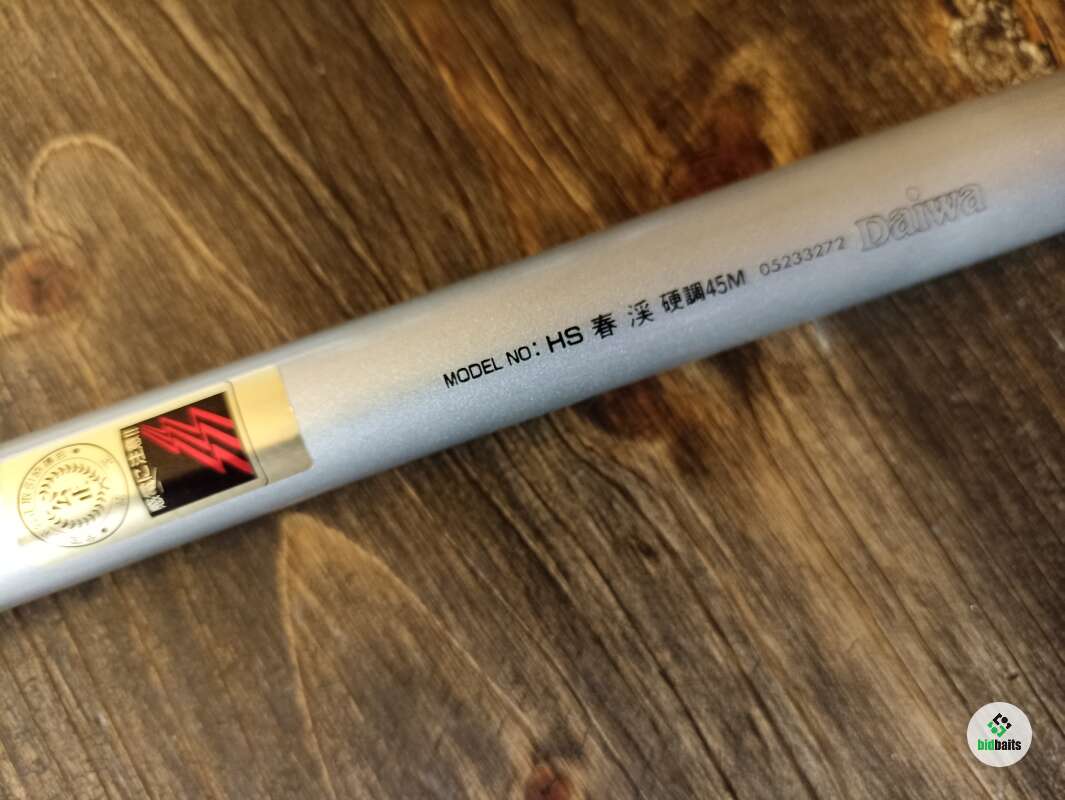 MODEL NO: HS 春 渓 硬調45M 05233272 Daiwa
bidbaits